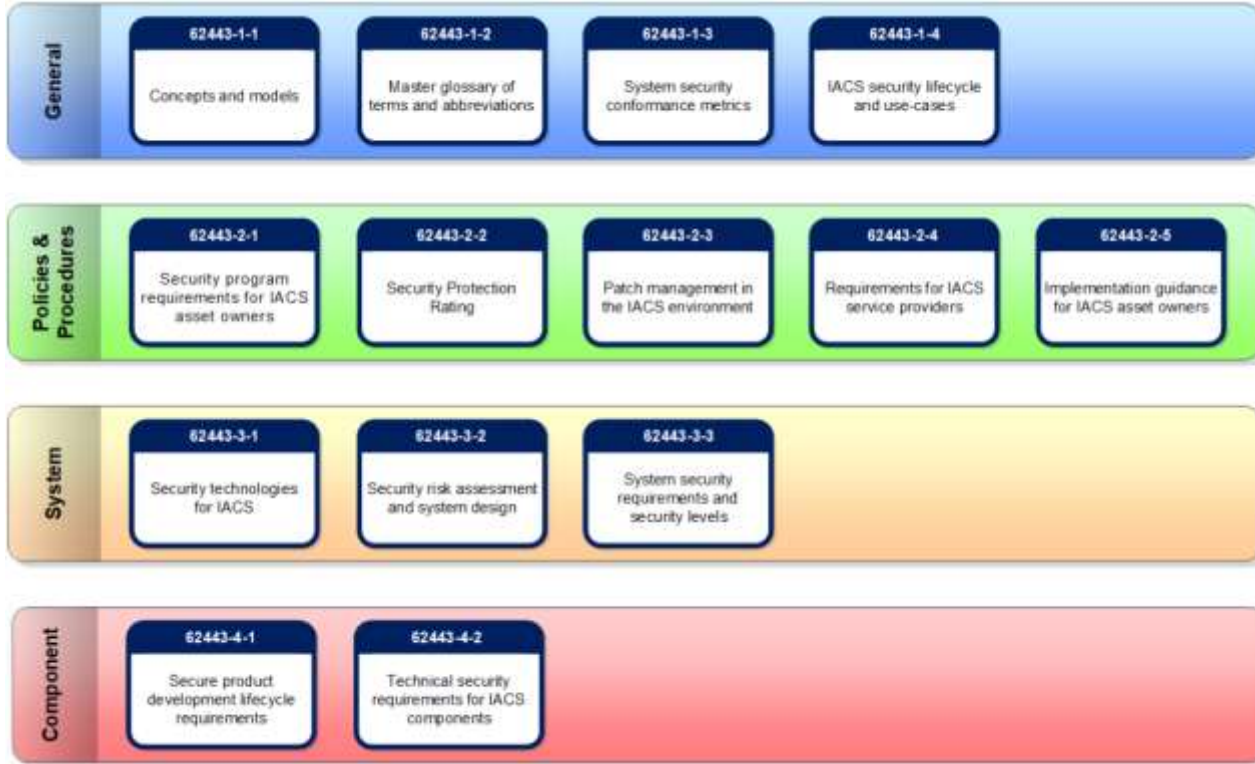 General
62443-1-1
Concepts and models
62443-1-2
Master glossary of
terms and abbreviations
62443-1-3
System security
conformance metrics
62443-1-4
IACS security lifecycle
and use-cases
Policies &
Procedures
62443-2-1
Security program
requirements for IACS
asset owners
62443-2-2
Security Protection
Rating
62443-2-3
Patch management in
the IACS environment
62443-2-4
Requirements for IACS
service providers
62443-2-5
Implementation guidance
for IACS asset owners
System
62443-3-1
Security technologies
for IACS
62443-3-2
Security risk assessment
and system design
62443-3-3
System security
requirements and
security levels
Component
62443-4-1
Secure product
development lifecycle
requirements
62443-4-2
Technical security
requirements for IACS
components